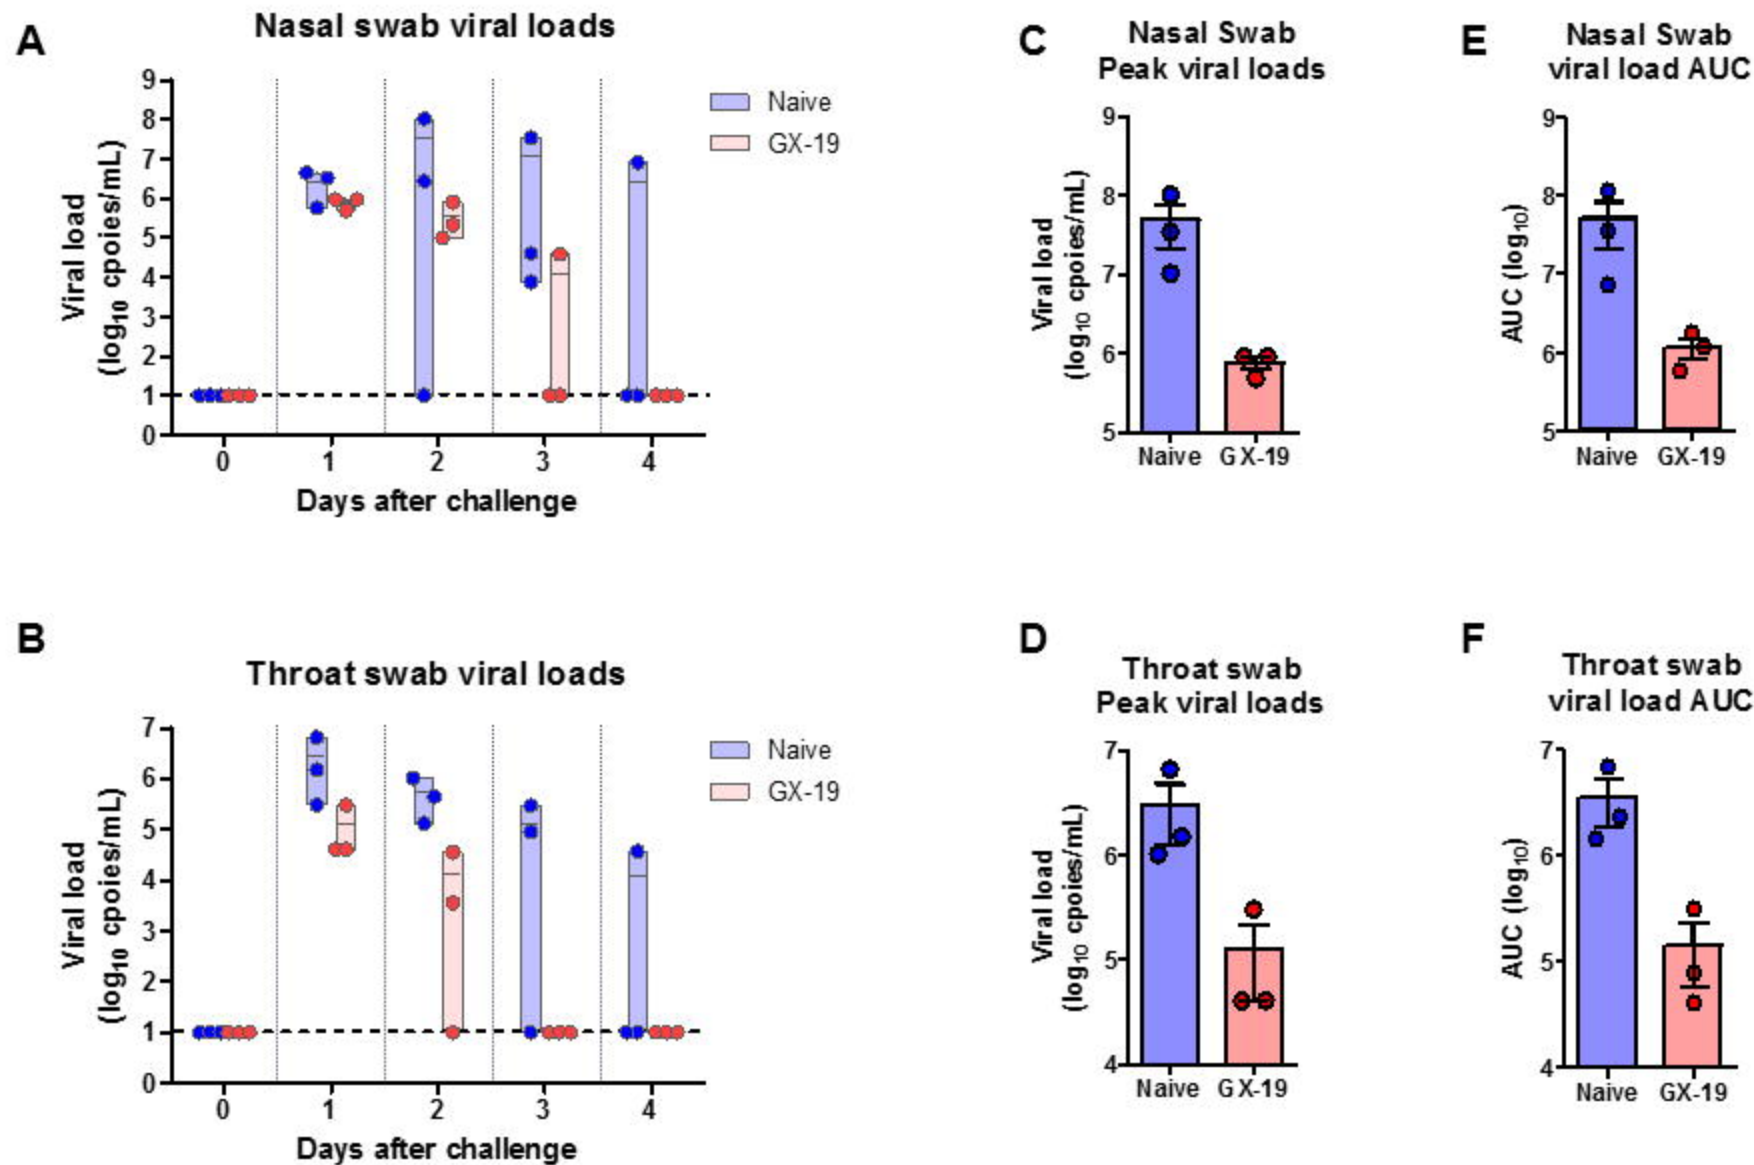 A
Nasal swab viral loads
Viral load
(log10 cpoies/mL)
9
8
7
6
5
4
3
2
1
0
0 1 2 3 4
Days after challenge
Naive
GX-19
C
Nasal Swab
Peak viral loads
Viral load
(log10 cpoies/mL)
9
8
7
6
5
Naive GX-19
E
Nasal Swab
viral load AUC
AUC (log10)
9
8
7
6
5
Naive GX-19
B
Throat swab viral loads
Viral load
(log10 cpoies/mL)
7
6
5
4
3
2
1
0
0 1 2 3 4
Days after challenge
Naive
GX-19
D
Throat swab
Peak viral loads
Viral load
(log10 cpoies/mL)
7
6
5
4
Naive GX-19
F
Throat swab
viral load AUC
AUC (log10)
7
6
5
4
Naive GX-19